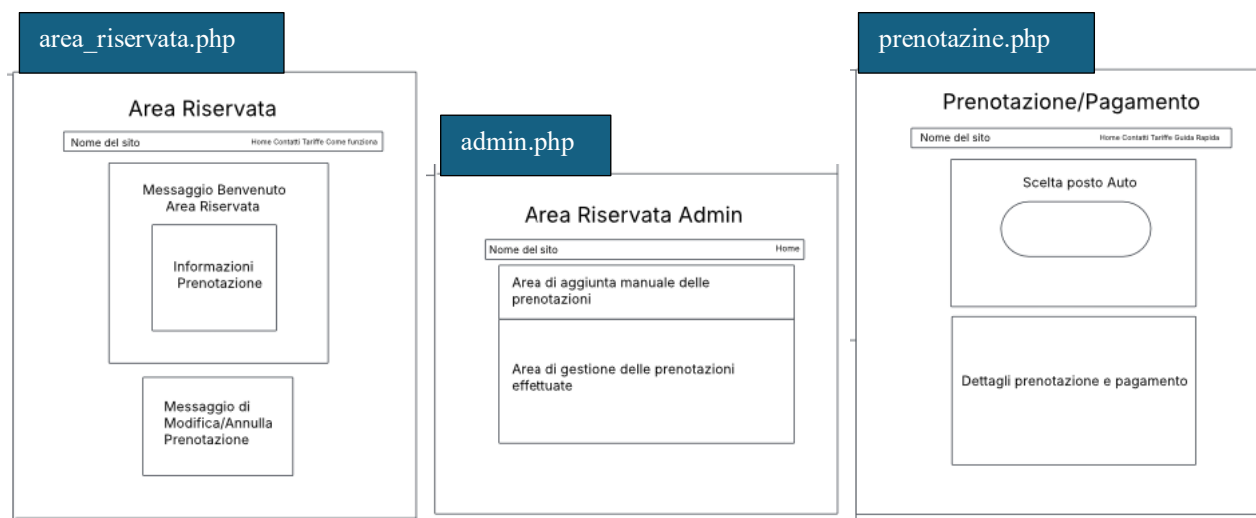 area_riservata.php
Area Riservata
Nome del sito
Home Contatti Tariffe Come funziona
Messaggio Benvenuto
Area Riservata
Informazioni
Prenotazione
Messaggio di
Modifica/Annulla
Prenotazione
admin.php
Area Riservata Admin
Nome del sito
Home
Area di aggiunta manuale delle
prenotazioni
Area di gestione delle prenotazioni
effettuate
prenotazine.php
Prenotazione/Pagamento
Nome del sito
Home Contatti Tariffe Guida Rapida
Scelta posto Auto
Dettagli prenotazione e pagamento